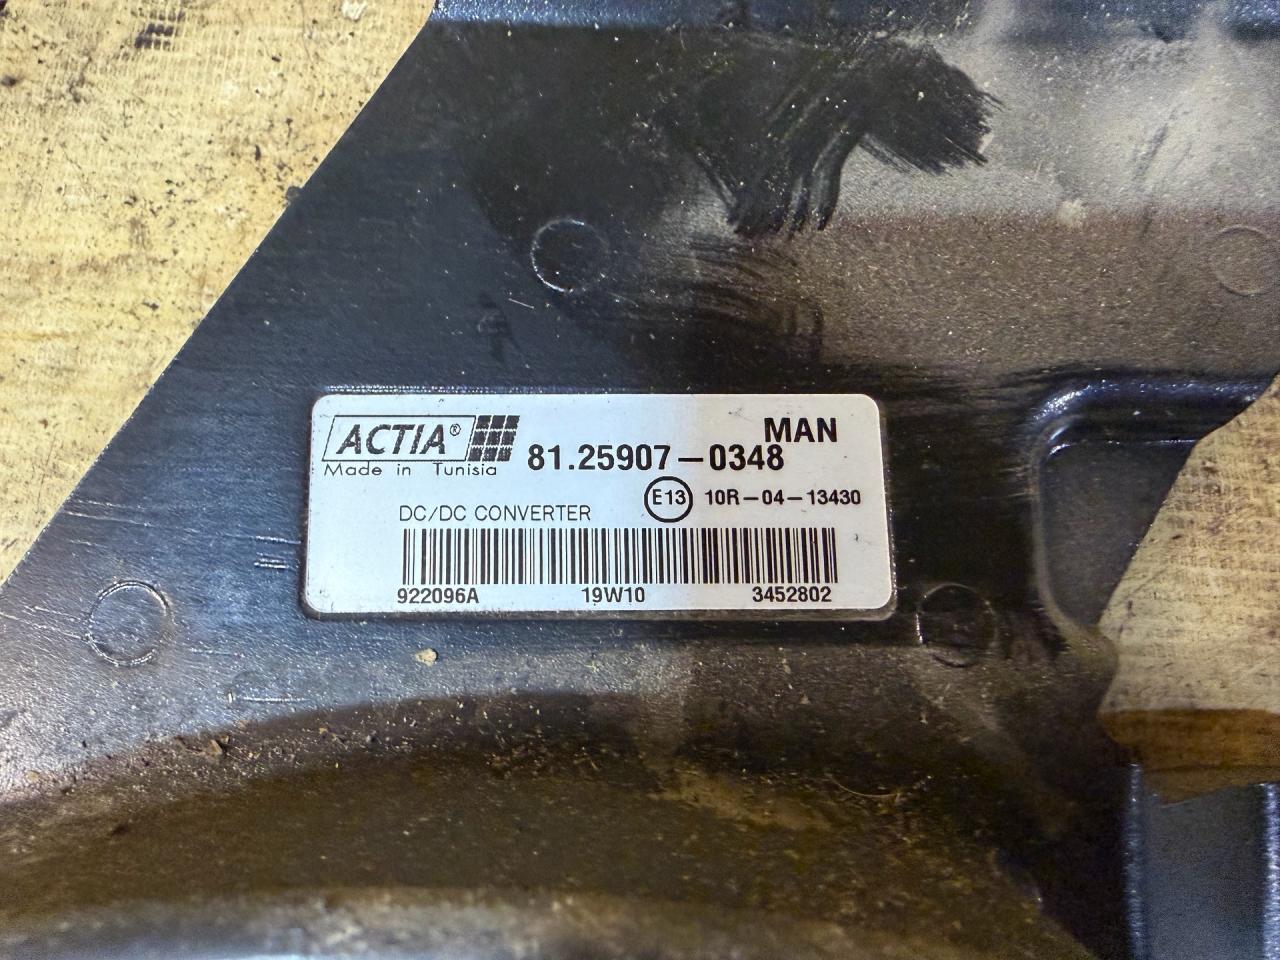 ACTIA®
Made in Tunisia
MAN
81.25907-0348
E13 10R-04-13430
DC/DC CONVERTER
922096A 19W10 3452802